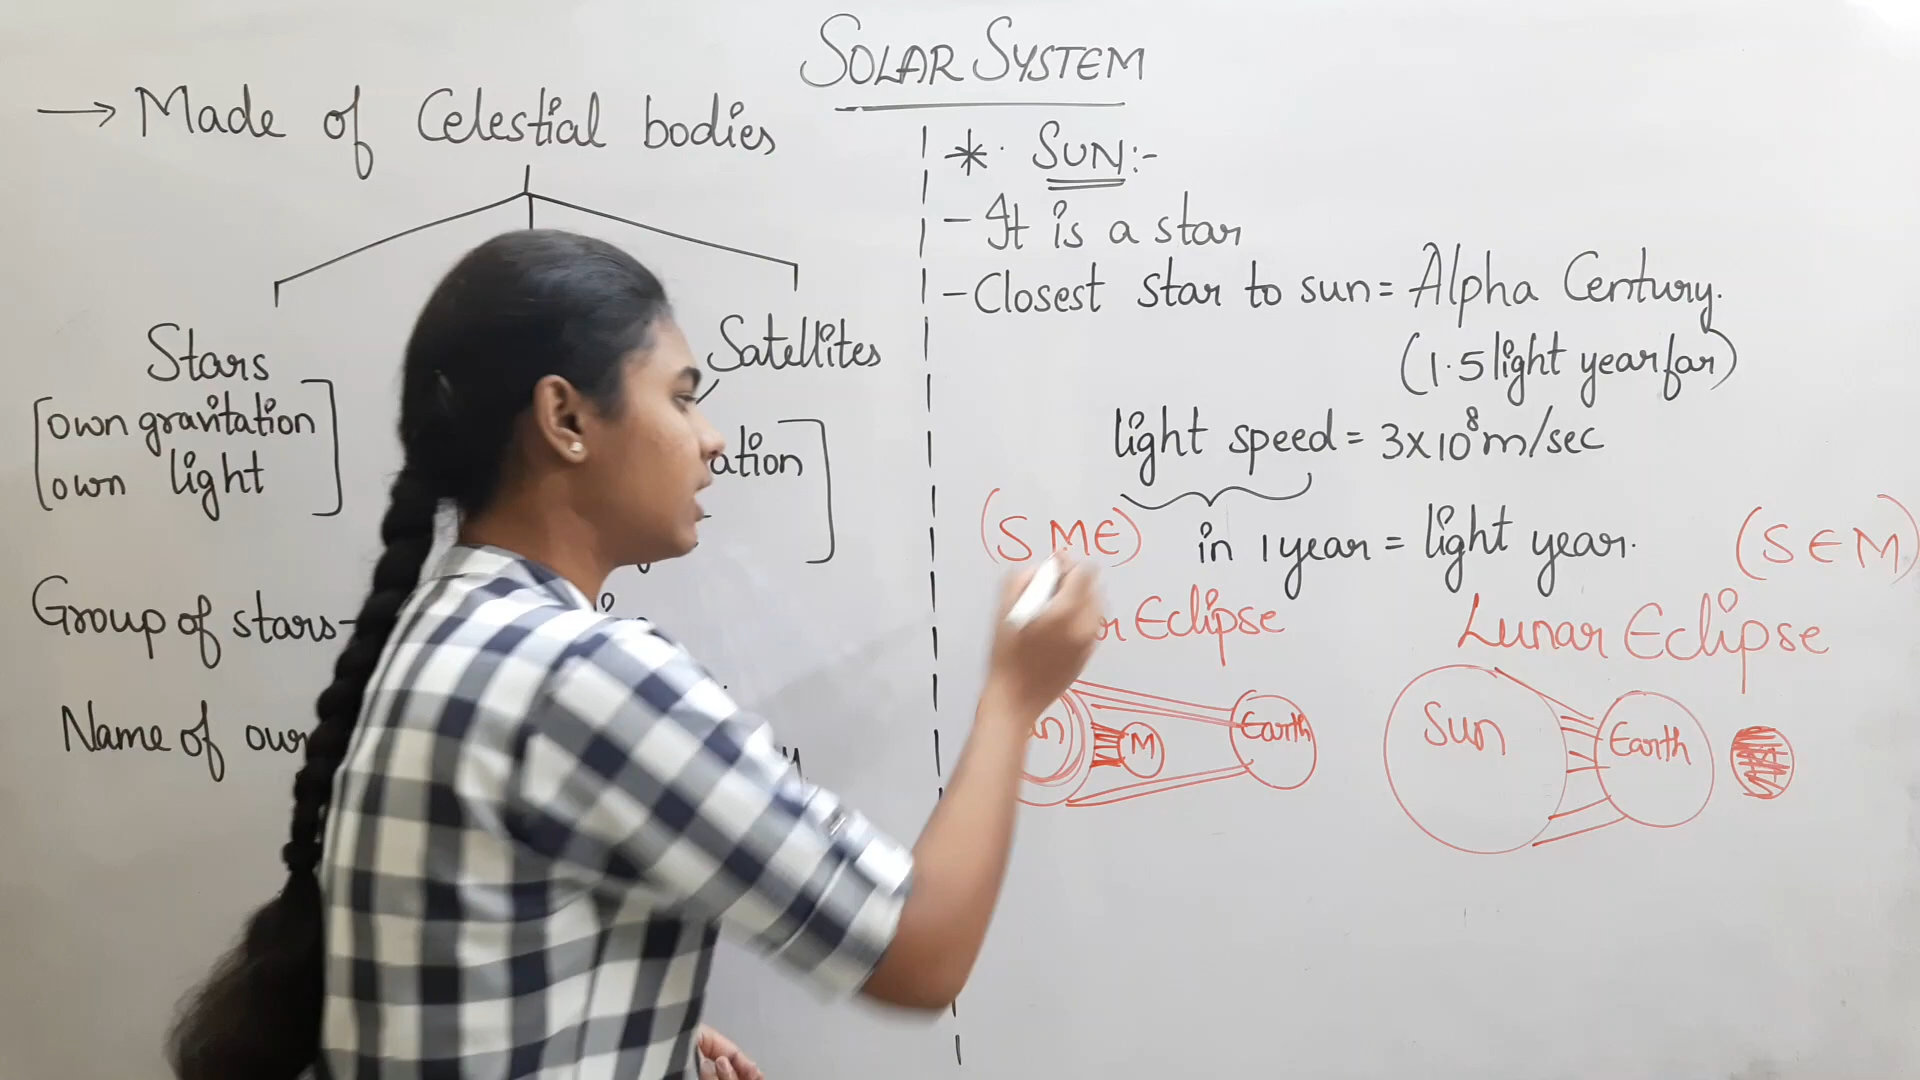 SOLAR SYSTEM
→ Made of Celestial bodies
Stars
[own gravitation
own light]
Satellites
Group of stars-
Name of our
* SUN:-
- It is a star
- Closest star to sun = Alpha Century.
(1.5 light year far)
light speed = 3x10⁸m/sec
in 1 year = light year.
(SME)
Eclipse
M
Earth
(SEM)
Lunar Eclipse
Sun
Earth